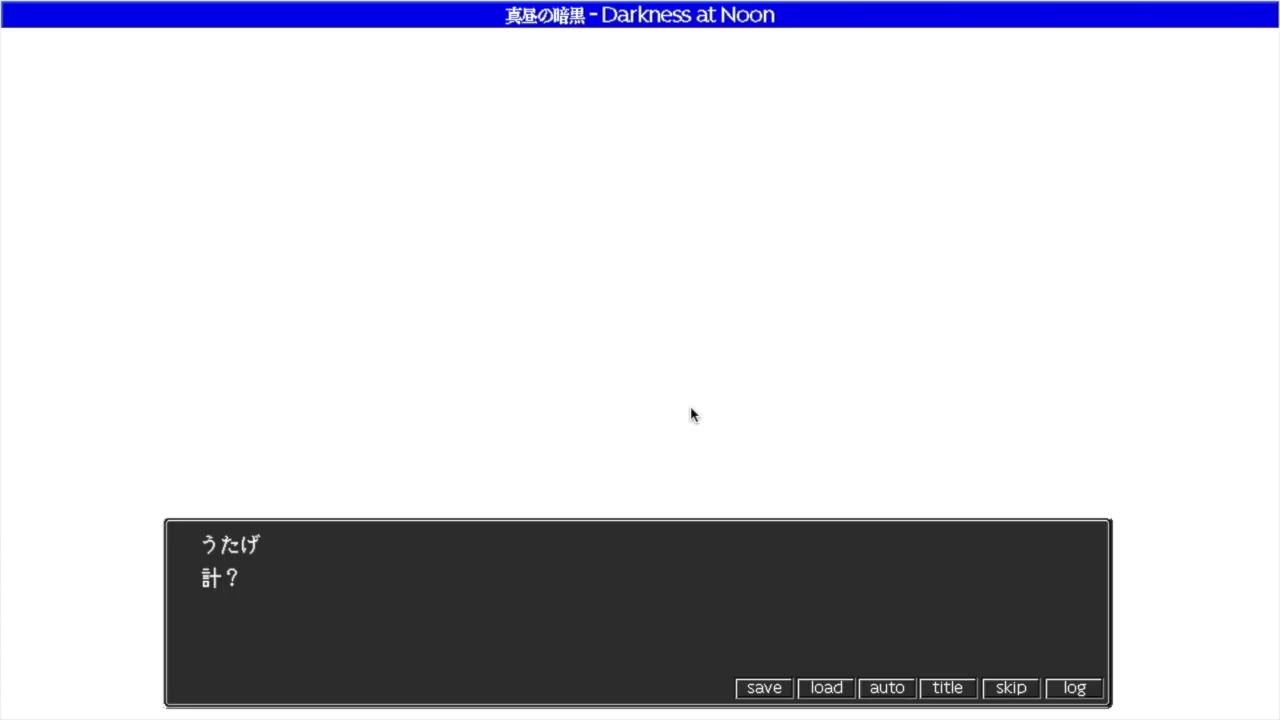 真昼の暗黒 - Darkness at Noon
うたげ
計？
save load auto title skip log